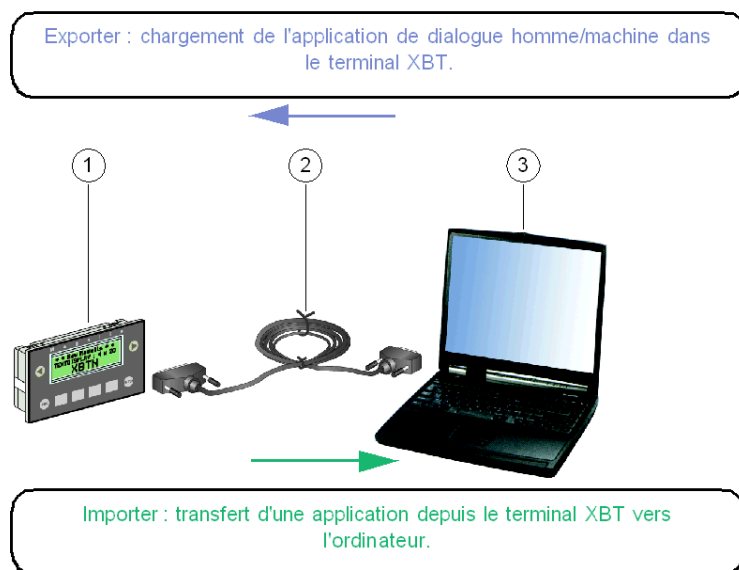 Exporter : chargement de l'application de dialogue homme/machine dans
le terminal XBT.
1
2
3
XBTN
Importer : transfert d'une application depuis le terminal XBT vers
l'ordinateur.